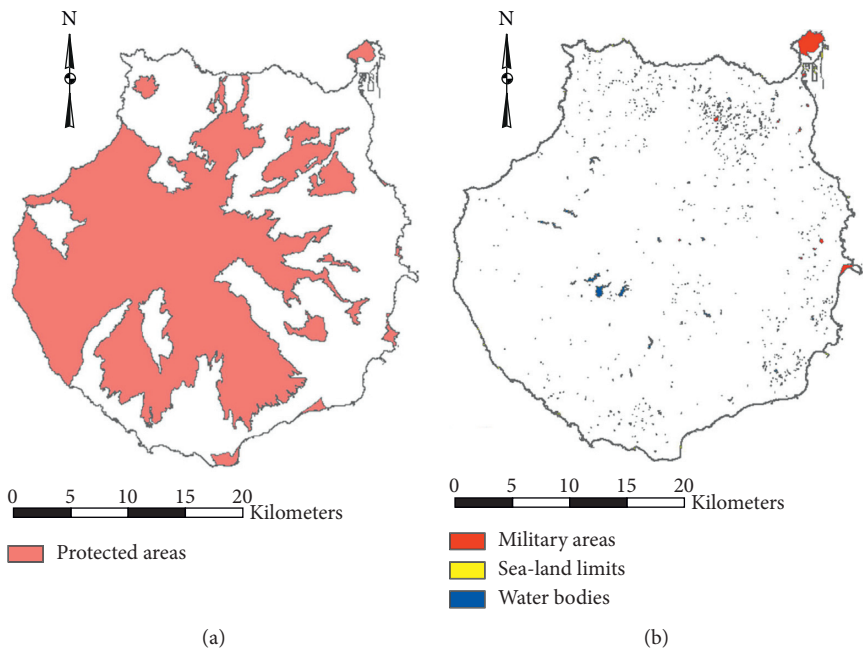 N
0 5 10 15 20
Kilometers
Protected areas
(a)
N
0 5 10 15 20
Kilometers
Military areas
Sea-land limits
Water bodies
(b)